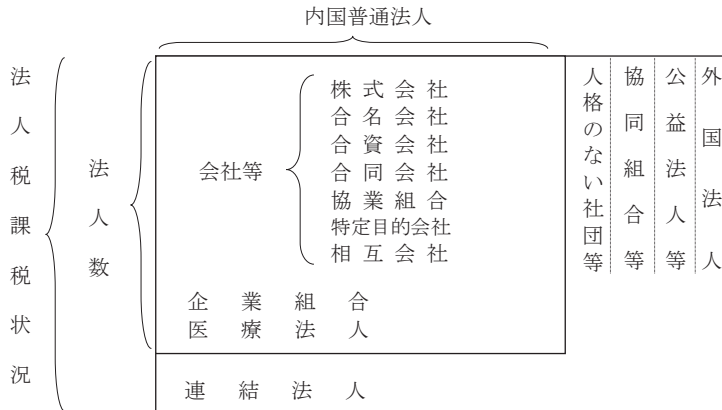 内国普通法人
法人税課税状況
法人数
会社等
株式会社
合名会社
合資会社
合同会社
協業組合
特定目的会社
相互会社
企業組合
医療法人
連結法人
人格のない社団等
協同組合等
公益法人等
外国法人